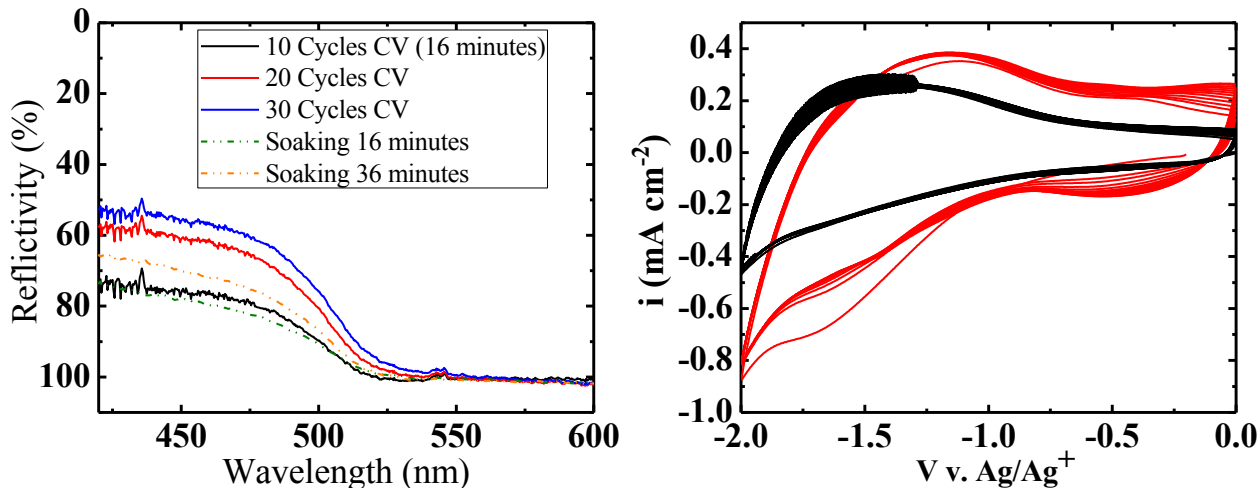 0
20
40
60
80
100
Reflictivity (%)
450
500
550
600
Wavelength (nm)
10 Cycles CV (16 minutes)
20 Cycles CV
30 Cycles CV
Soaking 16 minutes
Soaking 36 minutes
0.4
0.2
0.0
-0.2
-0.4
-0.6
-0.8
-1.0
i (mA cm⁻²)
-2.0
-1.5
-1.0
-0.5
0.0
V v. Ag/Ag⁺